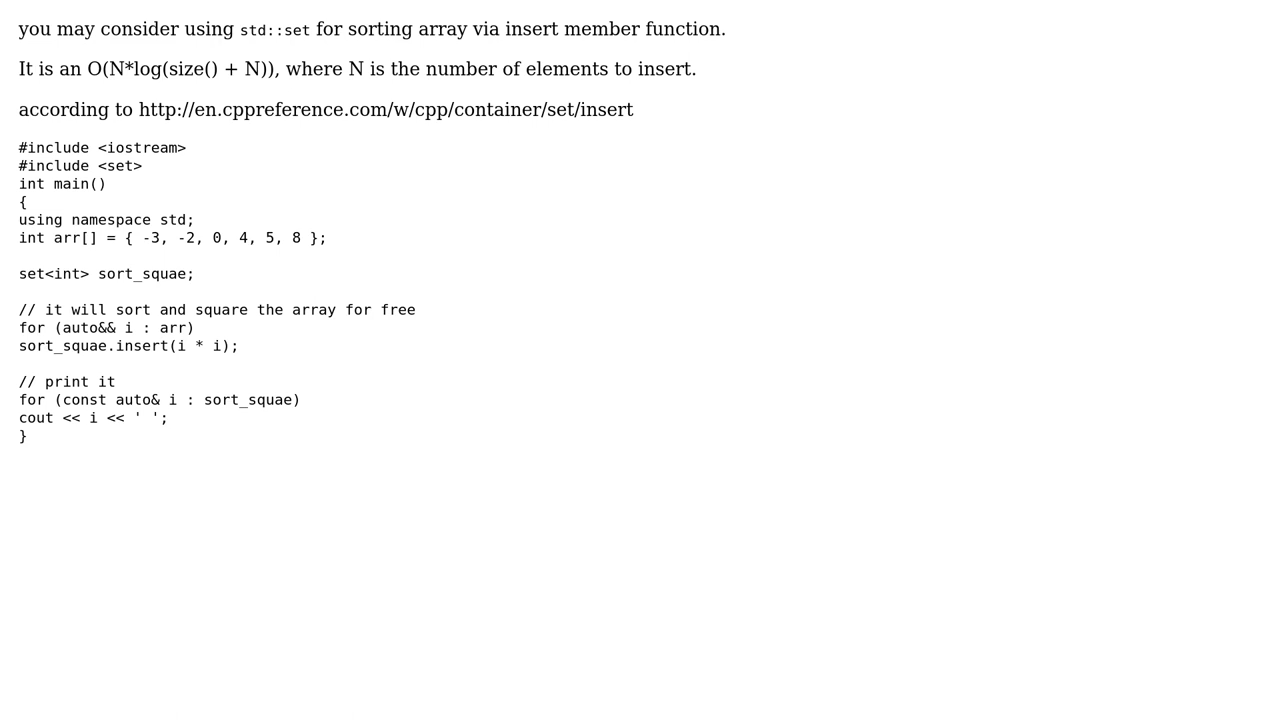 you may consider using std::set for sorting array via insert member function.
It is an O(N*log(size() + N)), where N is the number of elements to insert.
according to http://en.cppreference.com/w/cpp/container/set/insert
#include <iostream>
#include <set>
int main()
{
using namespace std;
int arr[] = { -3, -2, 0, 4, 5, 8 };
set<int> sort_squae;
// it will sort and square the array for free
for (auto&& i : arr)
sort_squae.insert(i * i);
// print it
for (const auto& i : sort_squae)
cout << i << ' ';
}